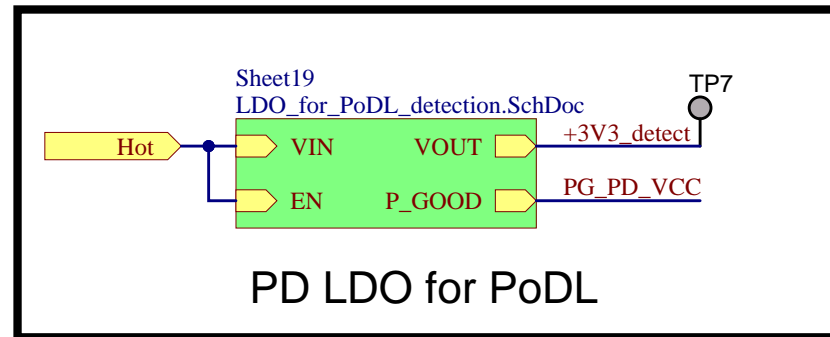 Sheet19
LDO_for_PoDL_detection.SchDoc
TP7
Hot
VIN
VOUT
+3V3_detect
EN
P_GOOD
PG_PD_VCC
PD LDO for PoDL